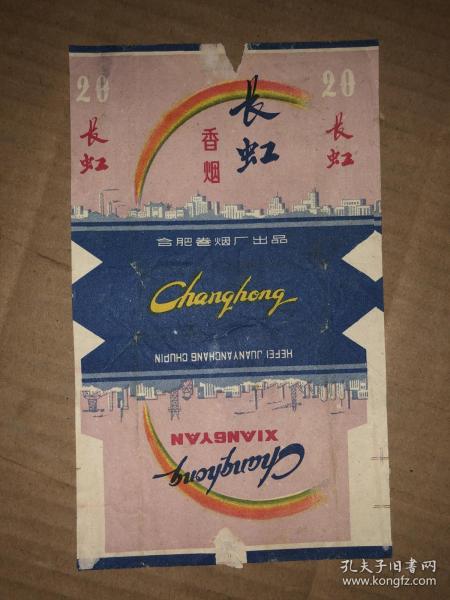 20
长虹
香烟
长虹
20
长虹
合肥卷烟厂出品
Changhong
HEFEI JUANYANCHANG CHUPIN
XIANGYAN
Changhong
孔夫子旧书网
www.kongfz.com